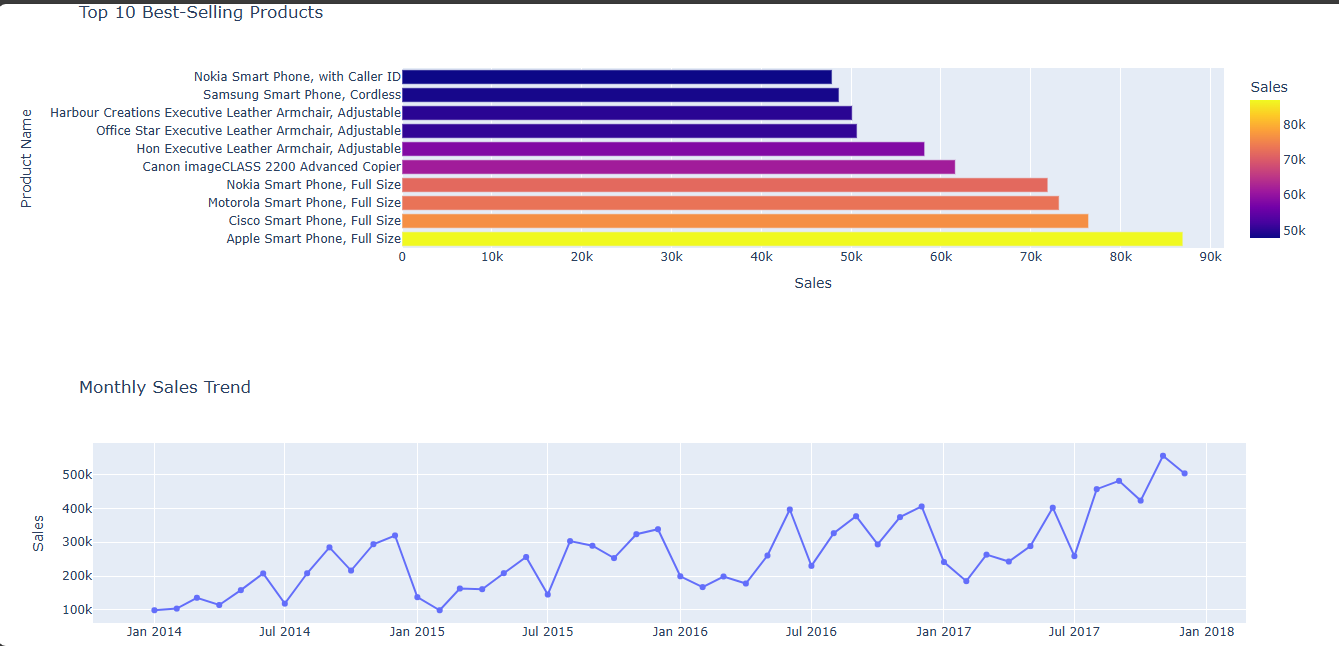 Top 10 Best-Selling Products
Product Name
Nokia Smart Phone, with Caller ID
Samsung Smart Phone, Cordless
Harbour Creations Executive Leather Armchair, Adjustable
Office Star Executive Leather Armchair, Adjustable
Hon Executive Leather Armchair, Adjustable
Canon imageCLASS 2200 Advanced Copier
Nokia Smart Phone, Full Size
Motorola Smart Phone, Full Size
Cisco Smart Phone, Full Size
Apple Smart Phone, Full Size
0 10k 20k 30k 40k 50k 60k 70k 80k 90k
Sales
Sales
80k
70k
60k
50k
Monthly Sales Trend
Sales
500k
400k
300k
200k
100k
Jan 2014 Jul 2014 Jan 2015 Jul 2015 Jan 2016 Jul 2016 Jan 2017 Jul 2017 Jan 2018